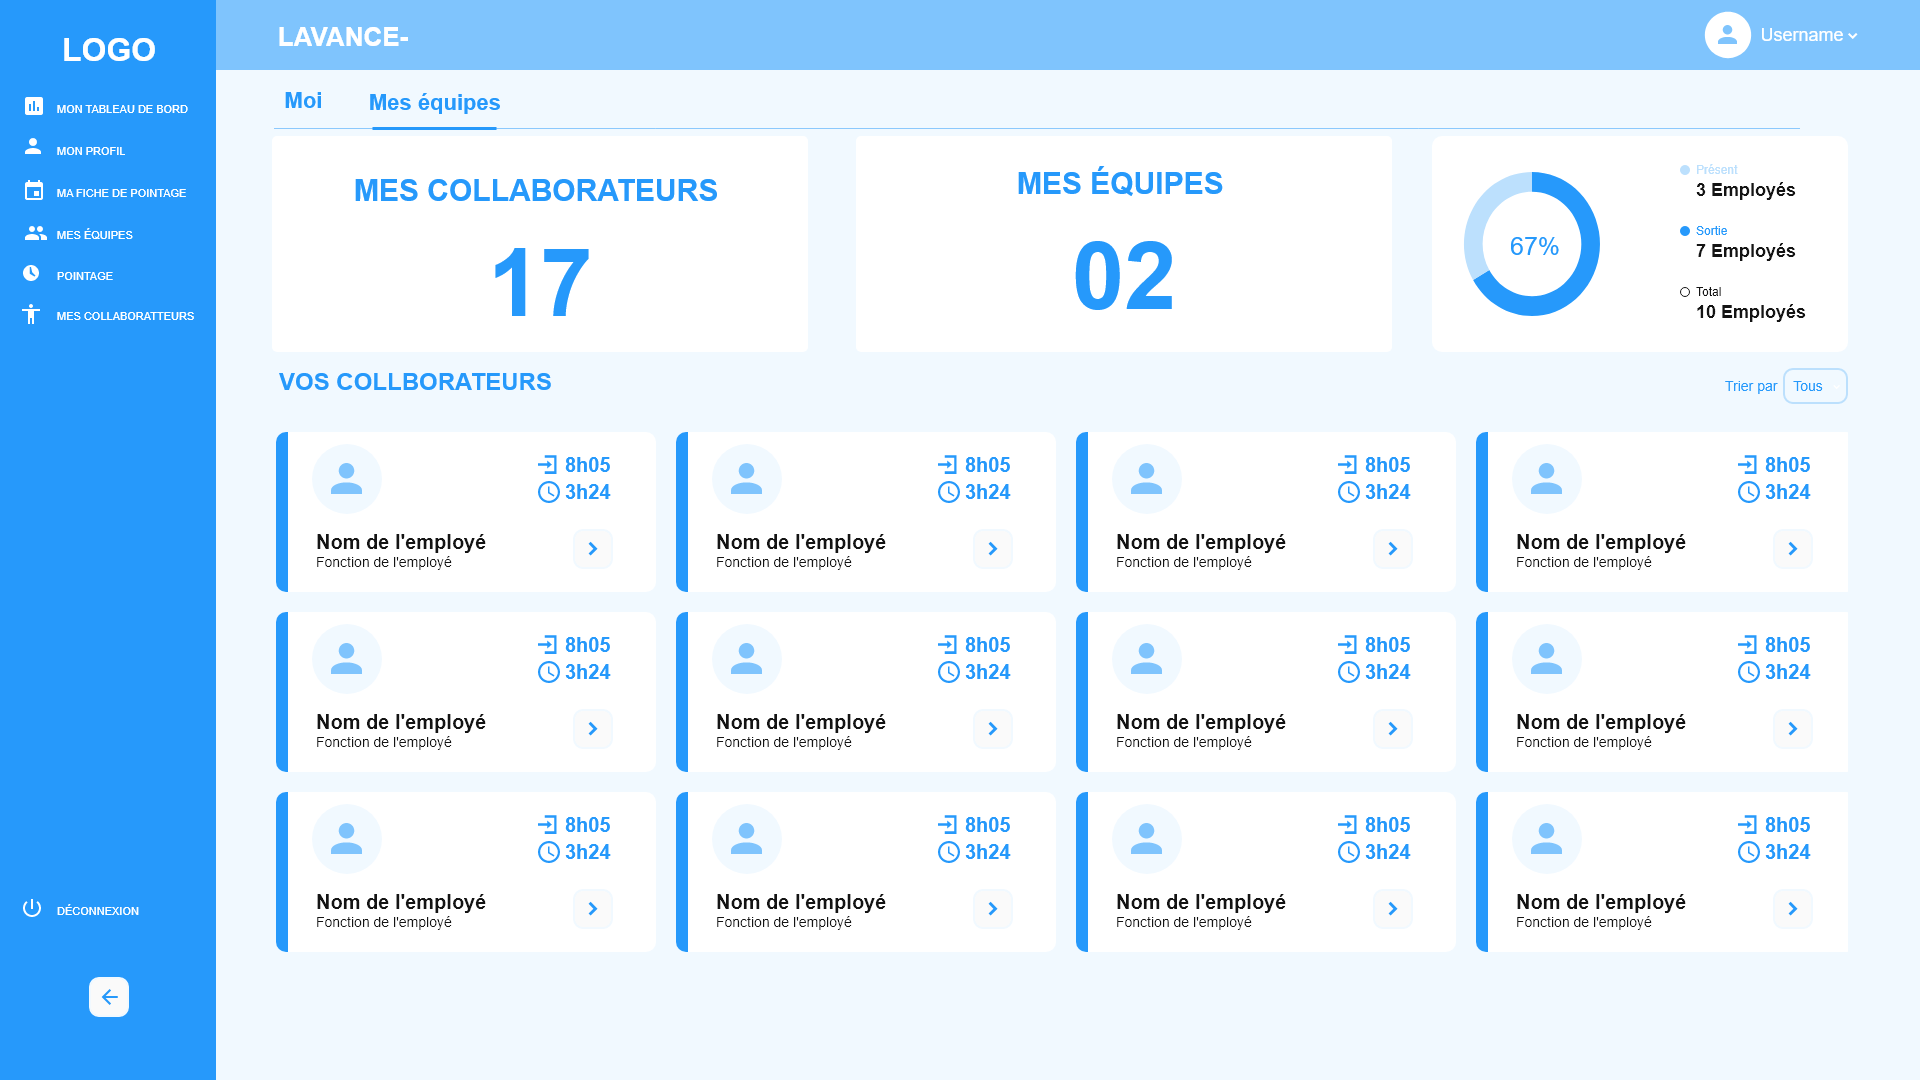 LOGO
MON TABLEAU DE BORD
MON PROFIL
MA FICHE DE POINTAGE
MES ÉQUIPES
POINTAGE
MES COLLABORATTEURS
DÉCONNEXION
LAVANCE-
Username
Moi
Mes équipes
MES COLLABORATEURS
17
MES ÉQUIPES
02
67%
Présent
3 Employés
Sortie
7 Employés
Total
10 Employés
VOS COLLBORATEURS
Trier par
Tous
8h05
3h24
Nom de l'employé
Fonction de l'employé
8h05
3h24
Nom de l'employé
Fonction de l'employé
8h05
3h24
Nom de l'employé
Fonction de l'employé
8h05
3h24
Nom de l'employé
Fonction de l'employé
8h05
3h24
Nom de l'employé
Fonction de l'employé
8h05
3h24
Nom de l'employé
Fonction de l'employé
8h05
3h24
Nom de l'employé
Fonction de l'employé
8h05
3h24
Nom de l'employé
Fonction de l'employé
8h05
3h24
Nom de l'employé
Fonction de l'employé
8h05
3h24
Nom de l'employé
Fonction de l'employé
8h05
3h24
Nom de l'employé
Fonction de l'employé
8h05
3h24
Nom de l'employé
Fonction de l'employé